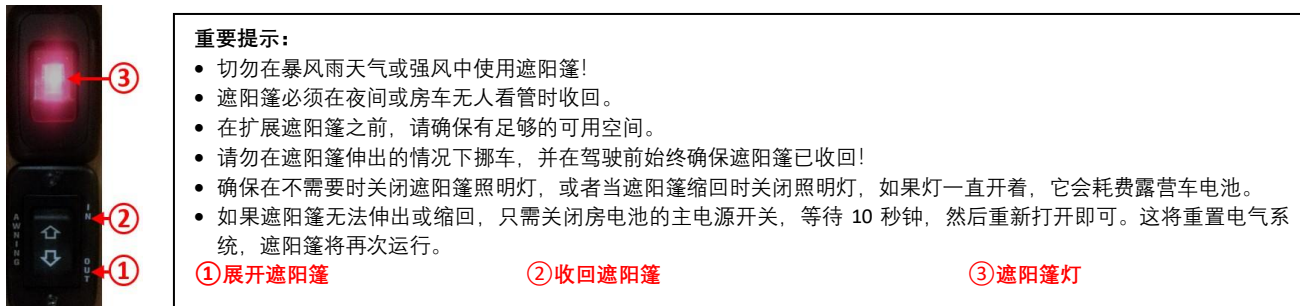 重要提示：
• 切勿在暴风雨天气或强风中使用遮阳篷！
• 遮阳篷必须在夜间或房车无人看管时收回。
• 在扩展遮阳篷之前，请确保有足够的可用空间。
• 请勿在遮阳篷伸出的情况下挪车，并在驾驶前始终确保遮阳篷已收回！
• 确保在不需要时关闭遮阳篷照明灯，或者当遮阳篷缩回时关闭照明灯，如果灯一直开着，它会耗费露营车电池。
• 如果遮阳篷无法伸出或缩回，只需关闭房电池的主电源开关，等待 10 秒钟，然后重新打开即可。这将重置电气系
统，遮阳篷将再次运行。
①展开遮阳篷 ②收回遮阳篷 ③遮阳篷灯
③
AWNING
IN
②
OUT
①